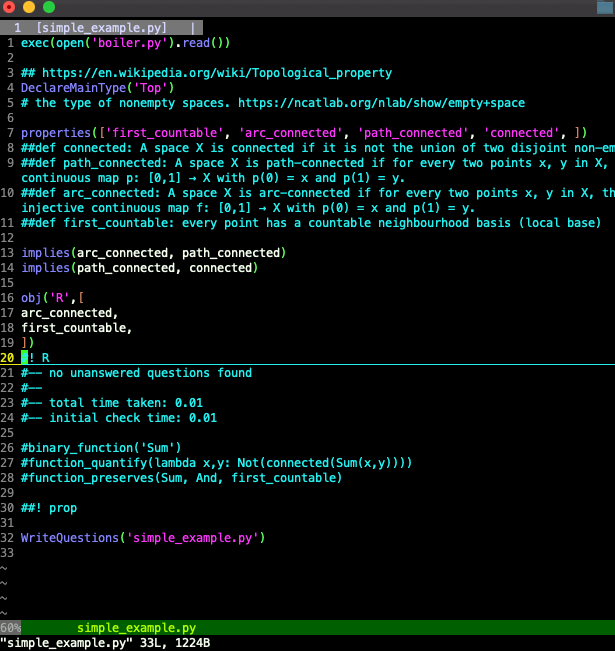 1 [simple_example.py] |
1 exec(open('boiler.py').read())
2
3 ## https://en.wikipedia.org/wiki/Topological_property
4 DeclareMainType('Top')
5 # the type of nonempty spaces. https://ncatlab.org/nlab/show/empty+space
6
7 properties(['first_countable', 'arc_connected', 'path_connected', 'connected', ])
8 ##def connected: A space X is connected if it is not the union of two disjoint non-em
9 ##def path_connected: A space X is path-connected if for every two points x, y in X,
continuous map p: [0,1] → X with p(0) = x and p(1) = y.
10 ##def arc_connected: A space X is arc-connected if for every two points x, y in X, th
injective continuous map f: [0,1] → X with p(0) = x and p(1) = y.
11 ##def first_countable: every point has a countable neighbourhood basis (local base)
12
13 implies(arc_connected, path_connected)
14 implies(path_connected, connected)
15
16 obj('R',[
17 arc_connected,
18 first_countable,
19 ])
20 #! R
21 #-- no unanswered questions found
22 #--
23 #-- total time taken: 0.01
24 #-- initial check time: 0.01
25
26 #binary_function('Sum')
27 #function_quantify(lambda x,y: Not(connected(Sum(x,y))))
28 #function_preserves(Sum, And, first_countable)
29
30 ##! prop
31
32 WriteQuestions('simple_example.py')
33
~
~
~
~
60% simple_example.py
"simple_example.py" 33L, 1224B